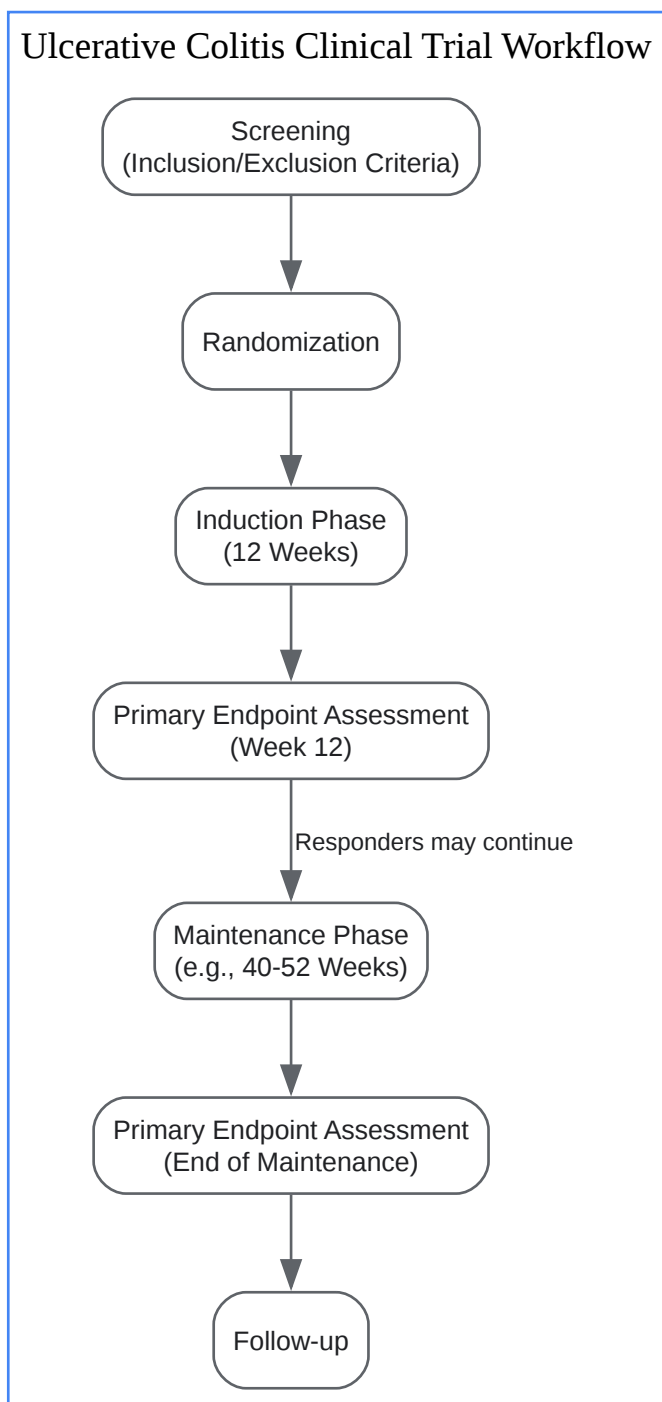 Ulcerative Colitis Clinical Trial Workflow
Screening
(Inclusion/Exclusion Criteria)
Randomization
Induction Phase
(12 Weeks)
Primary Endpoint Assessment
(Week 12)
Responders may continue
Maintenance Phase
(e.g., 40-52 Weeks)
Primary Endpoint Assessment
(End of Maintenance)
Follow-up